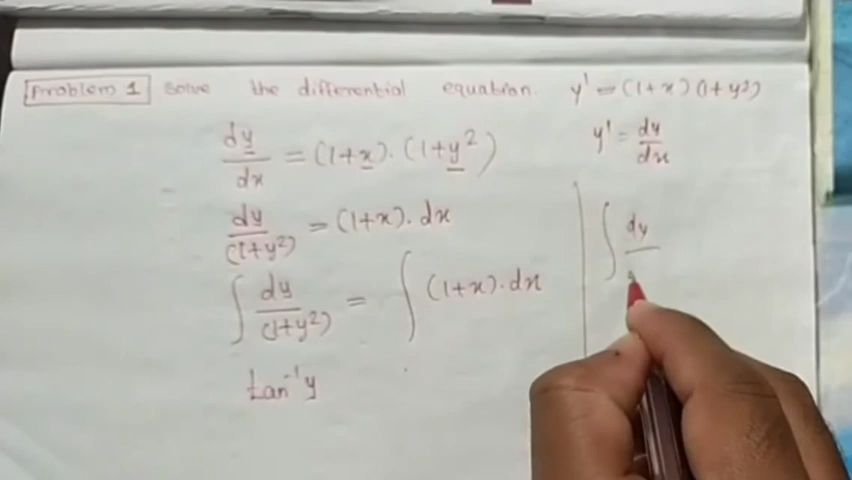 Problem 1 Solve the differential equation. y' = (1+x)(1+y²)
dy/dx = (1+x).(1+y²)
y' = dy/dx
dy/(1+y²) = (1+x).dx
∫ dy/(1+y²) = ∫ (1+x).dx
tan⁻¹y
∫ dy